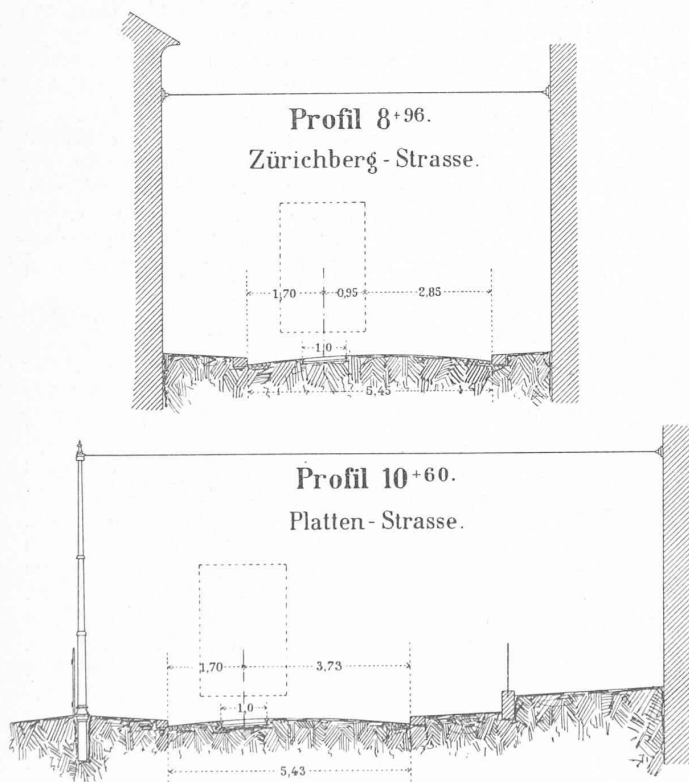 Profil 8+96.
Zürichberg - Strasse.
1,70 0,95 2,85
1,0
5,45
Profil 10+60.
Platten - Strasse.
1,70 3,73
1,0
5,43